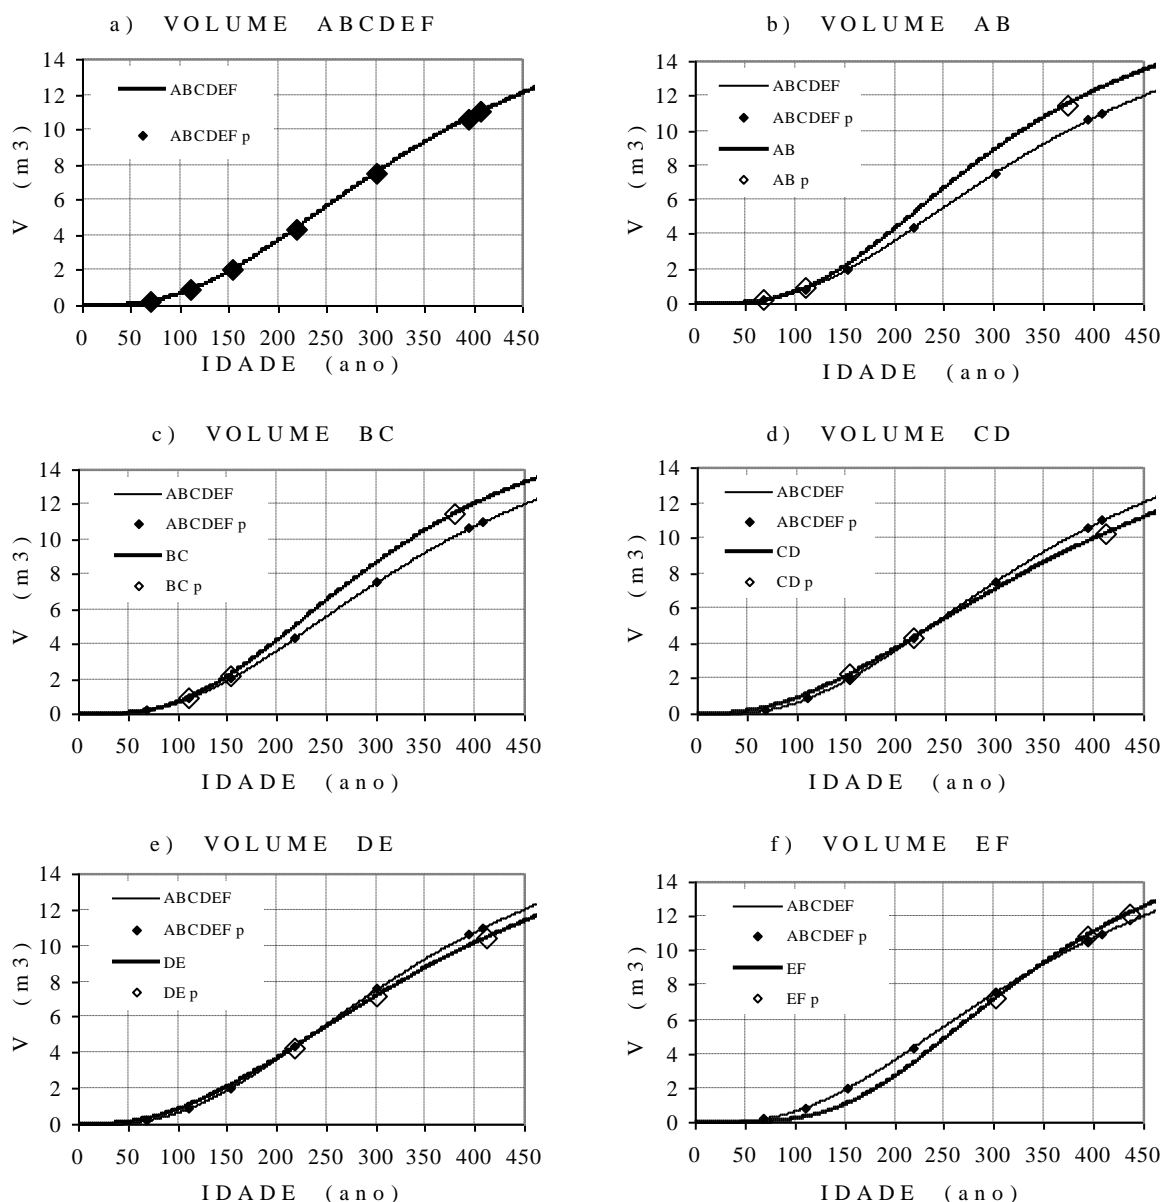 a) VOLUME ABCDEF
14
12
10
8
6
4
2
0
V (m3)
ABCDEF
ABCDEF p
0 50 100 150 200 250 300 350 400 450
IDADE (ano)
b) VOLUME AB
14
12
10
8
6
4
2
0
V (m3)
ABCDEF
ABCDEF p
AB
AB p
0 50 100 150 200 250 300 350 400 450
IDADE (ano)
c) VOLUME BC
14
12
10
8
6
4
2
0
V (m3)
ABCDEF
ABCDEF p
BC
BC p
0 50 100 150 200 250 300 350 400 450
IDADE (ano)
d) VOLUME CD
14
12
10
8
6
4
2
0
V (m3)
ABCDEF
ABCDEF p
CD
CD p
0 50 100 150 200 250 300 350 400 450
IDADE (ano)
e) VOLUME DE
14
12
10
8
6
4
2
0
V (m3)
ABCDEF
ABCDEF p
DE
DE p
0 50 100 150 200 250 300 350 400 450
IDADE (ano)
f) VOLUME EF
14
12
10
8
6
4
2
0
V (m3)
ABCDEF
ABCDEF p
EF
EF p
0 50 100 150 200 250 300 350 400 450
IDADE (ano)